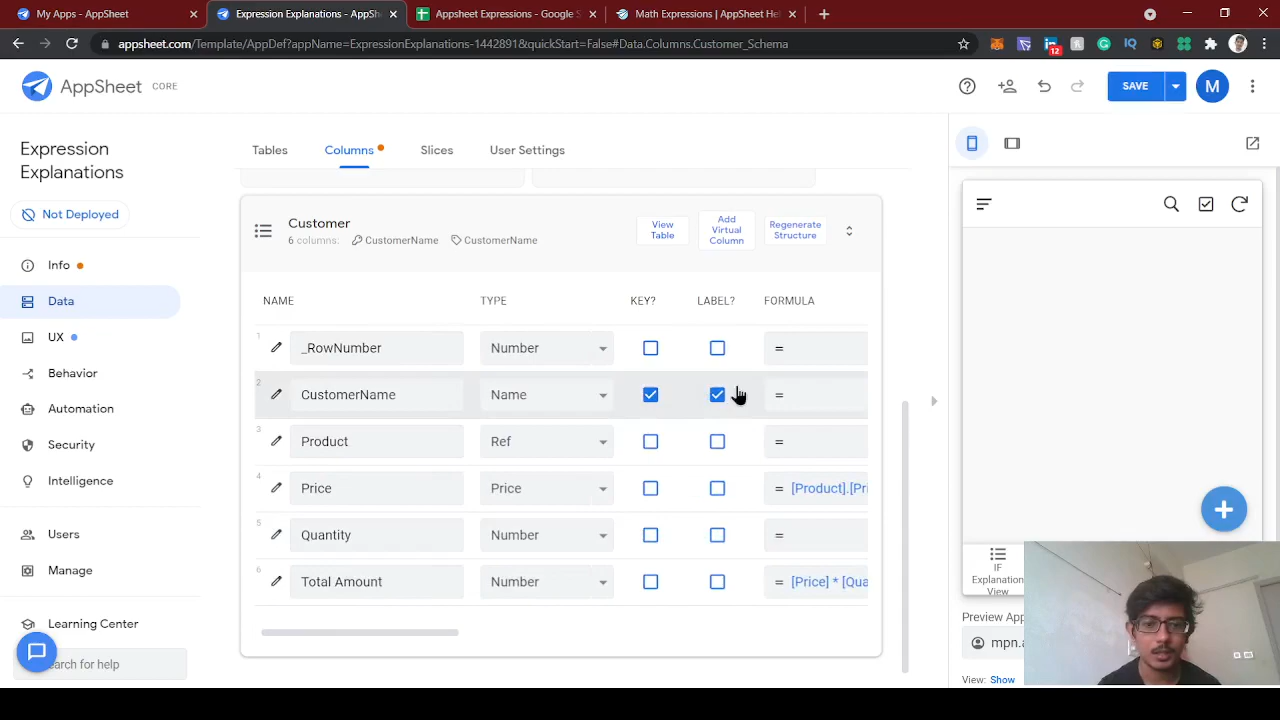 My Apps - AppSheet
Expression Explanations - AppSh
Appsheet Expressions - Google S
Math Expressions | AppSheet Hel
appsheet.com/Template/AppDef?appName=ExpressionExplanations-1442891&quickStart=False#Data.Columns.Customer_Schema
12
AppSheet CORE
SAVE
M
Expression
Explanations
Not Deployed
Info
Data
UX
Behavior
Automation
Security
Intelligence
Users
Manage
Learning Center
earch for help
Tables
Columns
Slices
User Settings
Customer
6 columns: CustomerName CustomerName
View
Table
Add
Virtual
Column
Regenerate
Structure
NAME TYPE KEY? LABEL? FORMULA
1 _RowNumber Number =
2 CustomerName Name =
3 Product Ref =
4 Price Price = [Product].[Pri
5 Quantity Number =
6 Total Amount Number = [Price] * [Qua
IF
Explanation
View
Preview App
mpn.a
View: Show